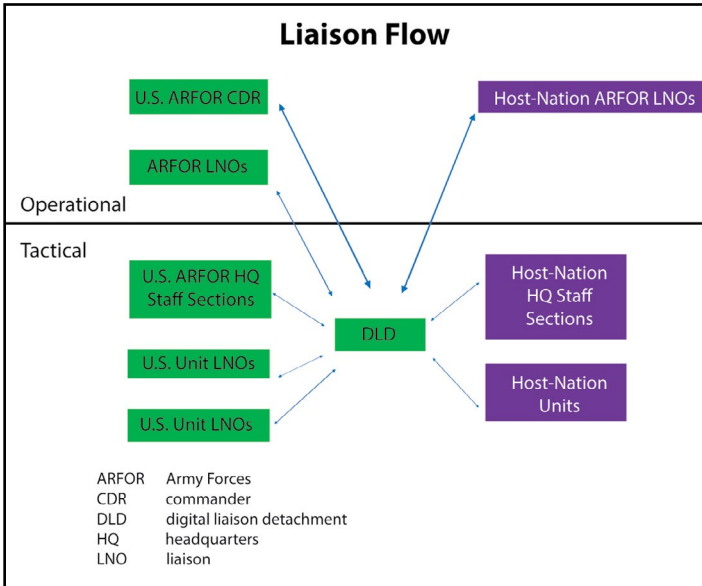 Liaison Flow
U.S. ARFOR CDR
Host-Nation ARFOR LNOs
ARFOR LNOs
Operational
Tactical
U.S. ARFOR HQ
Staff Sections
Host-Nation
HQ Staff
Sections
DLD
U.S. Unit LNOs
Host-Nation
Units
U.S. Unit LNOs
ARFOR Army Forces
CDR commander
DLD digital liaison detachment
HQ headquarters
LNO liaison